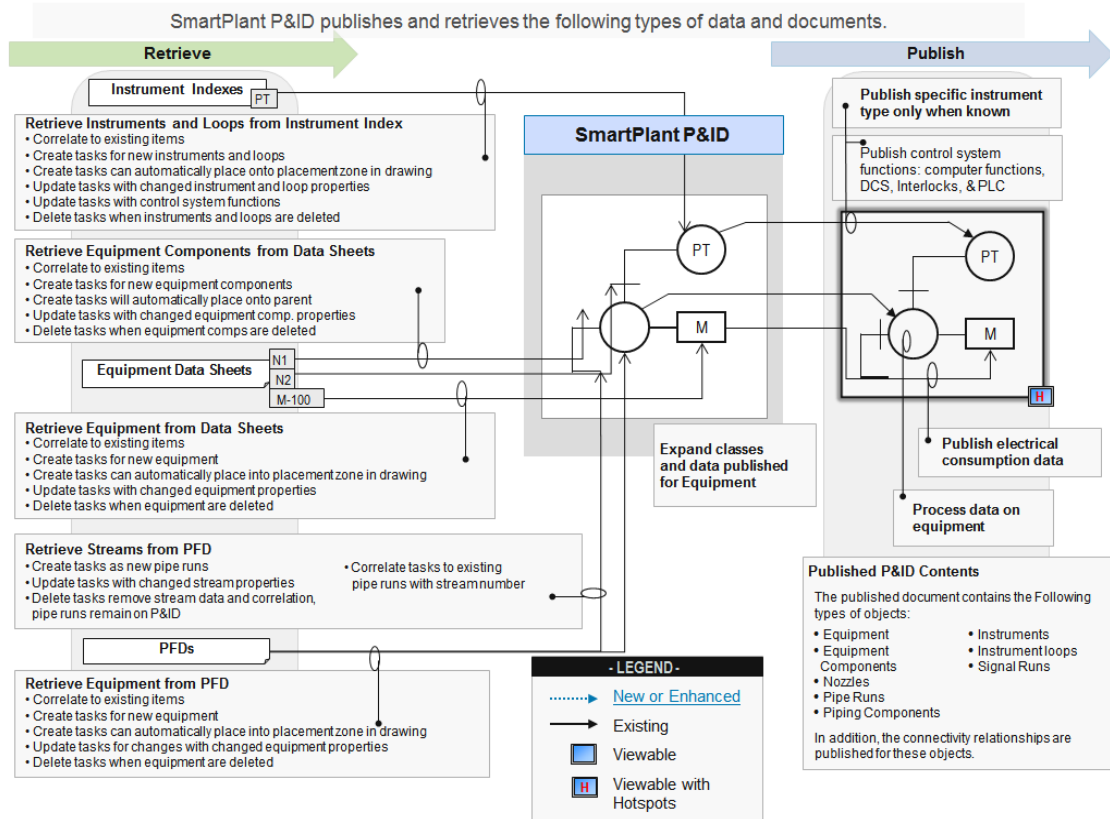 SmartPlant P&ID publishes and retrieves the following types of data and documents.
Retrieve
Publish
Instrument Indexes
PT
Retrieve Instruments and Loops from Instrument Index
• Correlate to existing items
• Create tasks for new instruments and loops
• Create tasks can automatically place onto placement zone in drawing
• Update tasks with changed instrument and loop properties
• Update tasks with control system functions
• Delete tasks when instruments and loops are deleted
Retrieve Equipment Components from Data Sheets
• Correlate to existing items
• Create tasks for new equipment components
• Create tasks will automatically place onto parent
• Update tasks with changed equipment comp. properties
• Delete tasks when equipment comps are deleted
Equipment Data Sheets
N1
N2
M-100
Retrieve Equipment from Data Sheets
• Correlate to existing items
• Create tasks for new equipment
• Create tasks can automatically place into placement zone in drawing
• Update tasks with changed equipment properties
• Delete tasks when equipment are deleted
Retrieve Streams from PFD
• Create tasks as new pipe runs
• Update tasks with changed stream properties
• Delete tasks remove stream data and correlation,
pipe runs remain on P&ID
• Correlate tasks to existing
pipe runs with stream number
PFDs
Retrieve Equipment from PFD
• Correlate to existing items
• Create tasks for new equipment
• Create tasks can automatically place into placement zone in drawing
• Update tasks for changes with changed equipment properties
• Delete tasks when equipment are deleted
SmartPlant P&ID
PT
M
Expand classes
and data published
for Equipment
- LEGEND -
New or Enhanced
Existing
Viewable
H
Viewable with
Hotspots
Publish specific instrument
type only when known
Publish control system
functions: computer functions,
DCS, Interlocks, & PLC
PT
M
H
Publish electrical
consumption data
Process data on
equipment
Published P&ID Contents
The published document contains the Following
types of objects:
• Equipment
• Equipment
Components
• Nozzles
• Pipe Runs
• Piping Components
• Instruments
• Instrument loops
• Signal Runs
In addition, the connectivity relationships are
published for these objects.